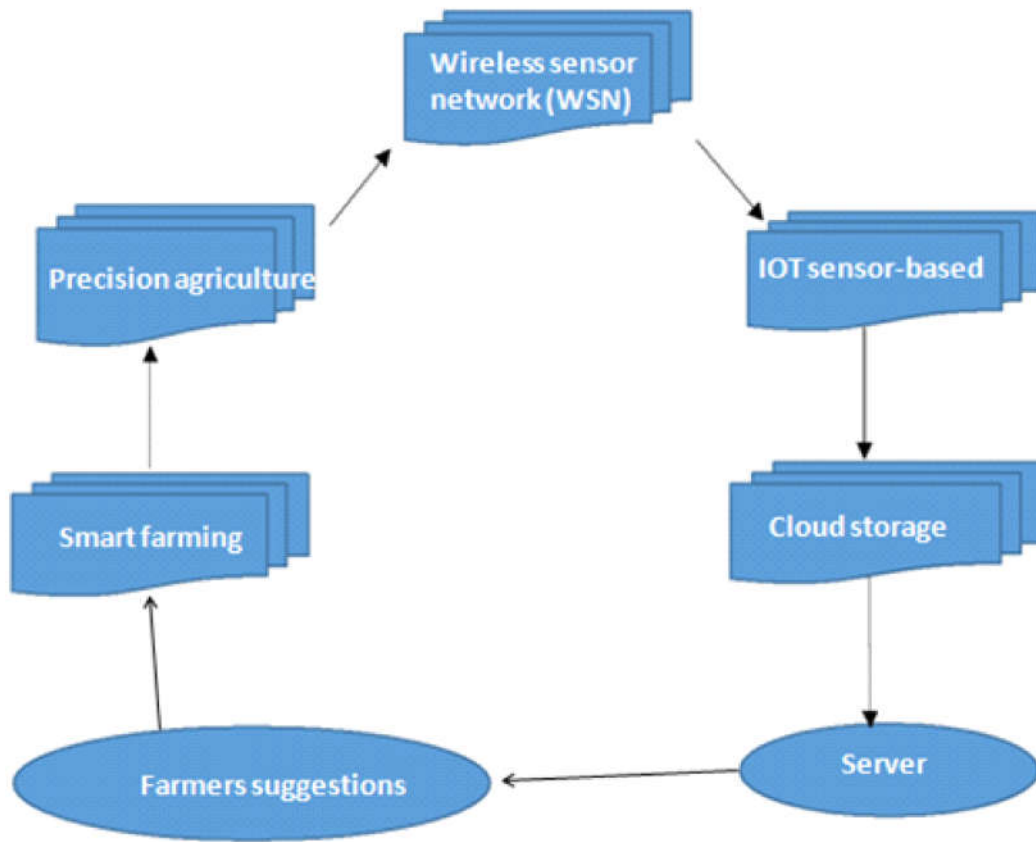 Wireless sensor
network (WSN)
Precision agriculture
IOT sensor-based
Smart farming
Cloud storage
Farmers suggestions
Server